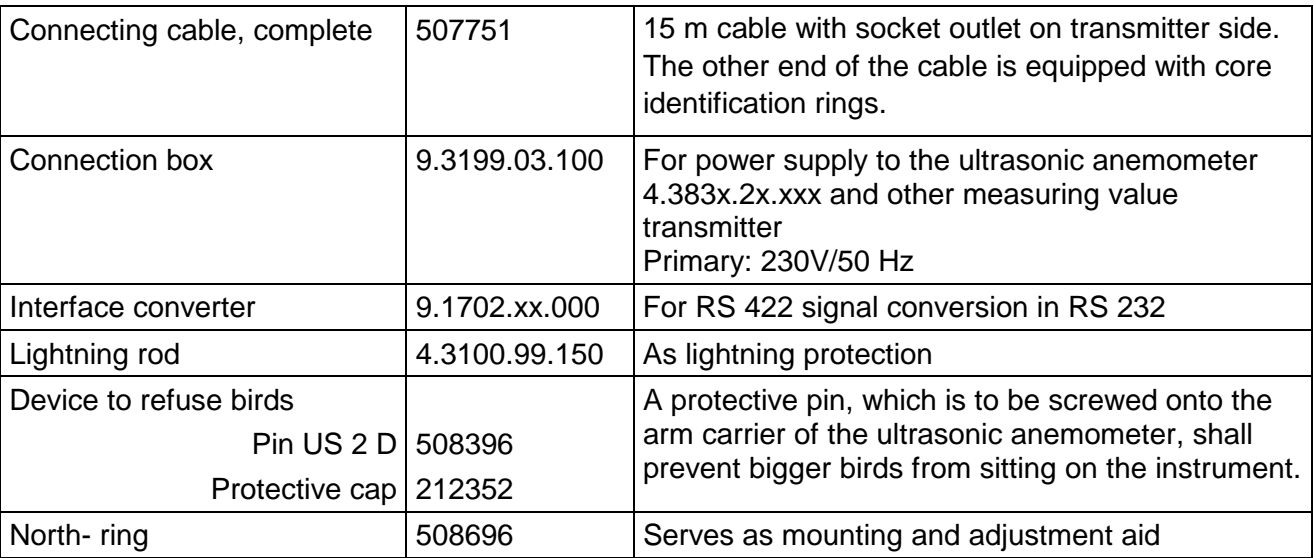 Connecting cable, complete 507751 15 m cable with socket outlet on transmitter side.
The other end of the cable is equipped with core
identification rings.
Connection box 9.3199.03.100 For power supply to the ultrasonic anemometer
4.383x.2x.xxx and other measuring value
transmitter
Primary: 230V/50 Hz
Interface converter 9.1702.xx.000 For RS 422 signal conversion in RS 232
Lightning rod 4.3100.99.150 As lightning protection
Device to refuse birds A protective pin, which is to be screwed onto the
Pin US 2 D 508396 arm carrier of the ultrasonic anemometer, shall
Protective cap 212352 prevent bigger birds from sitting on the instrument.
North- ring 508696 Serves as mounting and adjustment aid